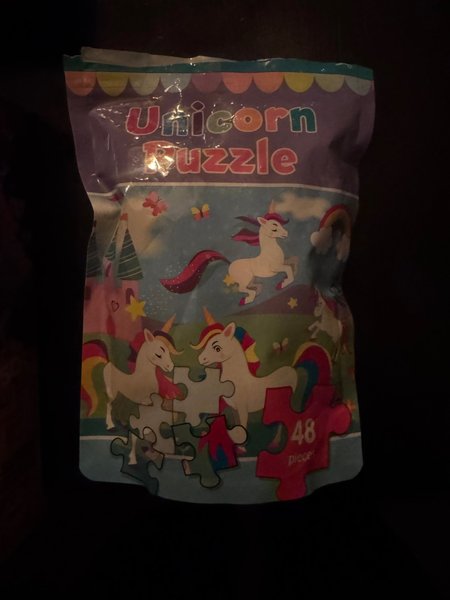 Unicorn
Puzzle
48
pieces